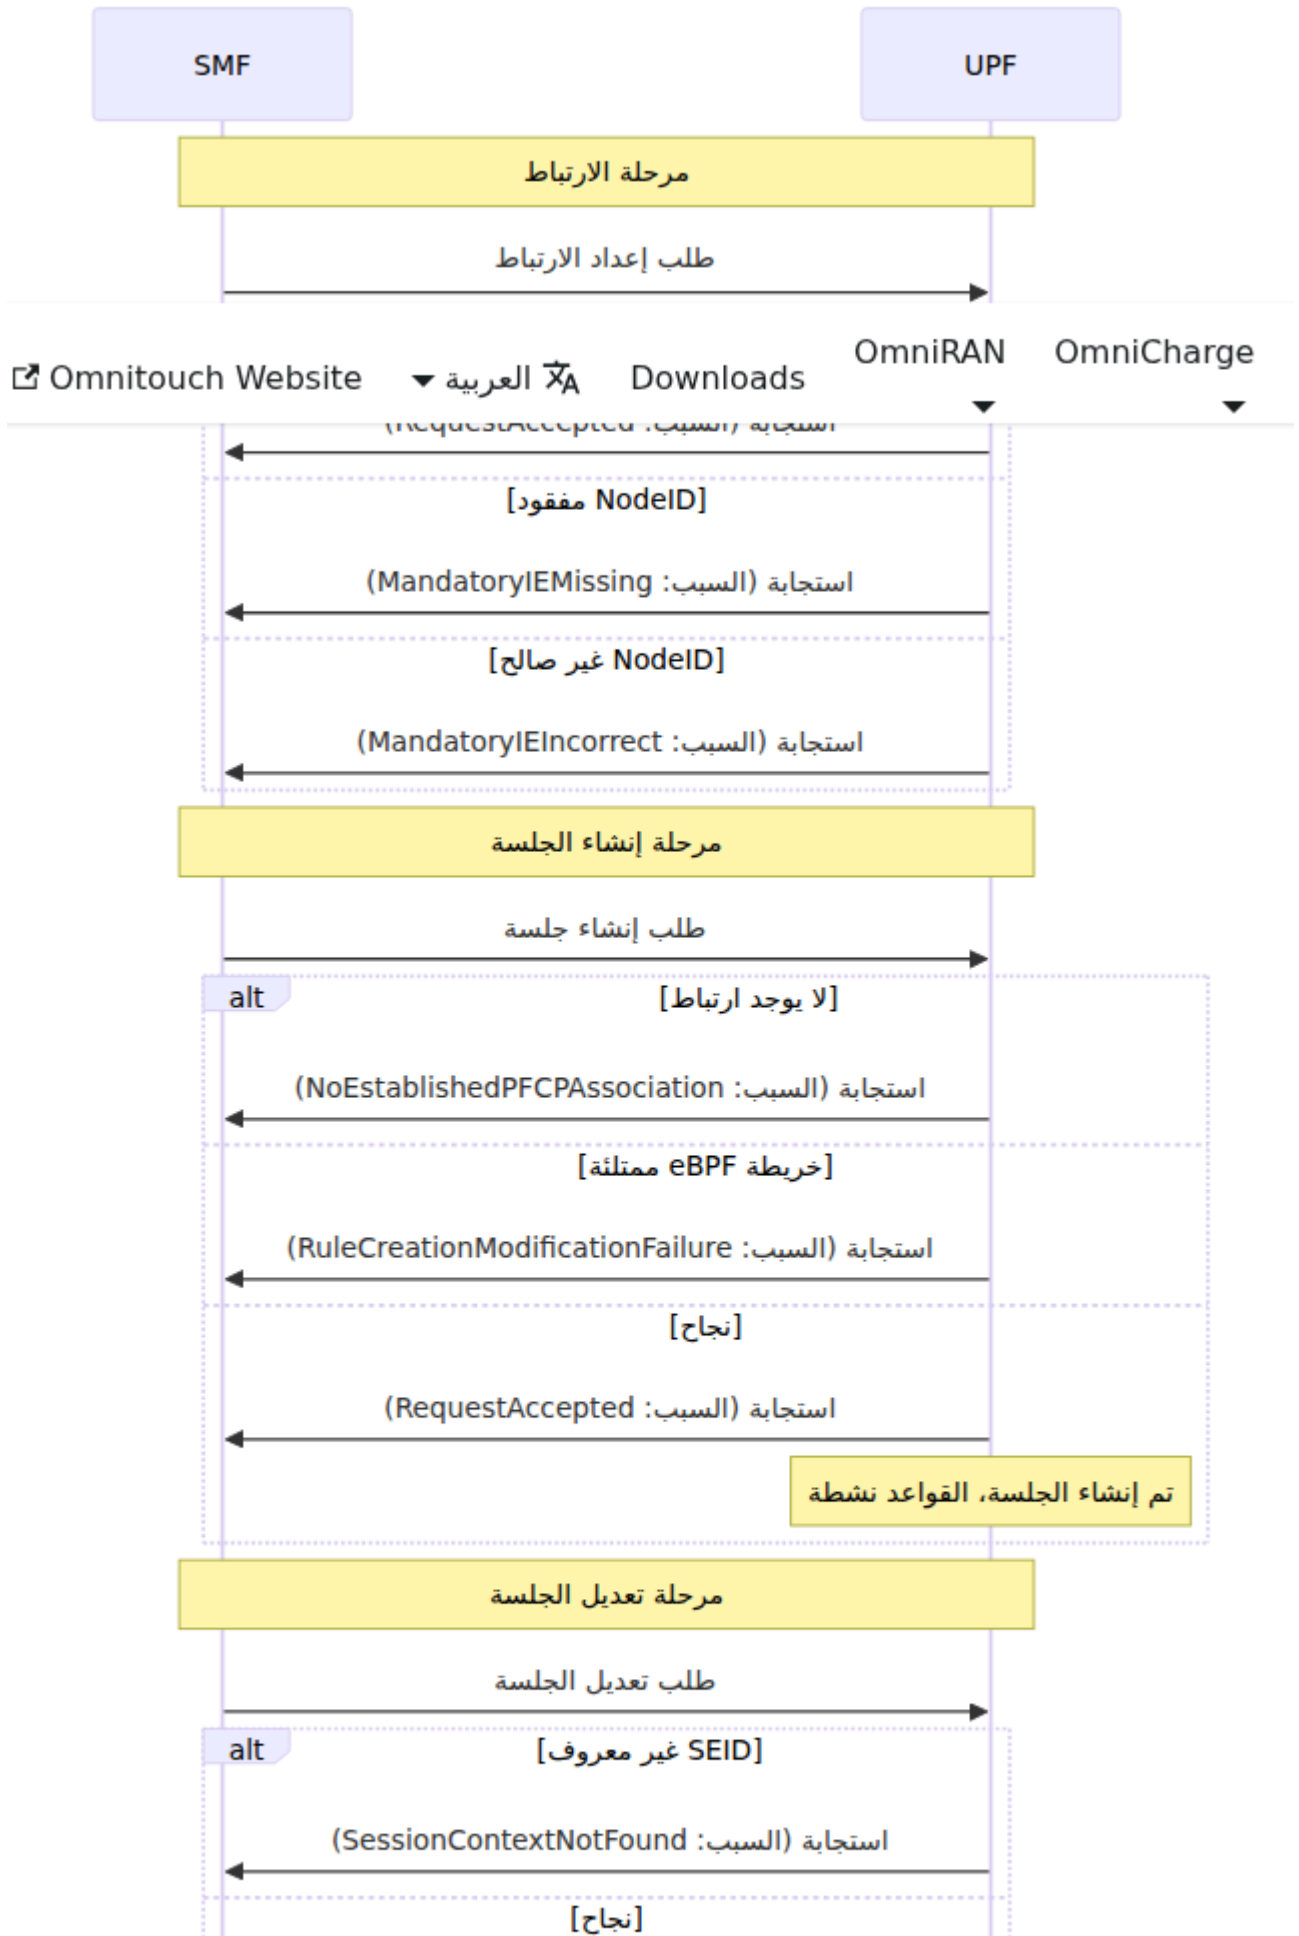 SMF
UPF
مرحلة الارتباط
طلب إعداد الارتباط
OmniRAN
OmniCharge
Omnitouch Website
العربية
Downloads
استجابة (السبب: RequestAccepted)
[NodeID مفقود]
استجابة (السبب: MandatoryIEMissing)
[NodeID غير صالح]
استجابة (السبب: MandatoryIEIncorrect)
مرحلة إنشاء الجلسة
طلب إنشاء جلسة
alt
[لا يوجد ارتباط]
استجابة (السبب: NoEstablishedPFCPAssociation)
[خريطة eBPF ممتلئة]
استجابة (السبب: RuleCreationModificationFailure)
[نجاح]
استجابة (السبب: RequestAccepted)
تم إنشاء الجلسة، القواعد نشطة
مرحلة تعديل الجلسة
طلب تعديل الجلسة
alt
[SEID غير معروف]
استجابة (السبب: SessionContextNotFound)
[نجاح]